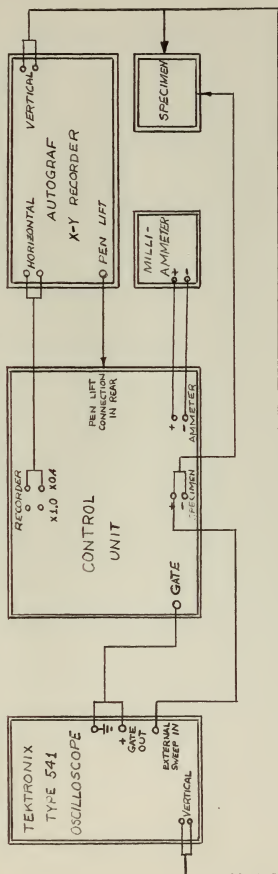 TEKTRONIX
TYPE 541
OSCILLOSCOPE
+ GATE
OUT
EXTERNAL
SWEEP IN
VERTICAL
RECORDER
X1.0 X0.1
CONTROL
UNIT
GATE
PEN LIFT
CONNECTION
IN REAR
+
-
SPECIMEN
+
-
AMMETER
AUTOGRAF
X-Y RECORDER
HORIZONTAL
VERTICAL
PEN LIFT
MILLI-
AMMETER
+
-
SPECIMEN